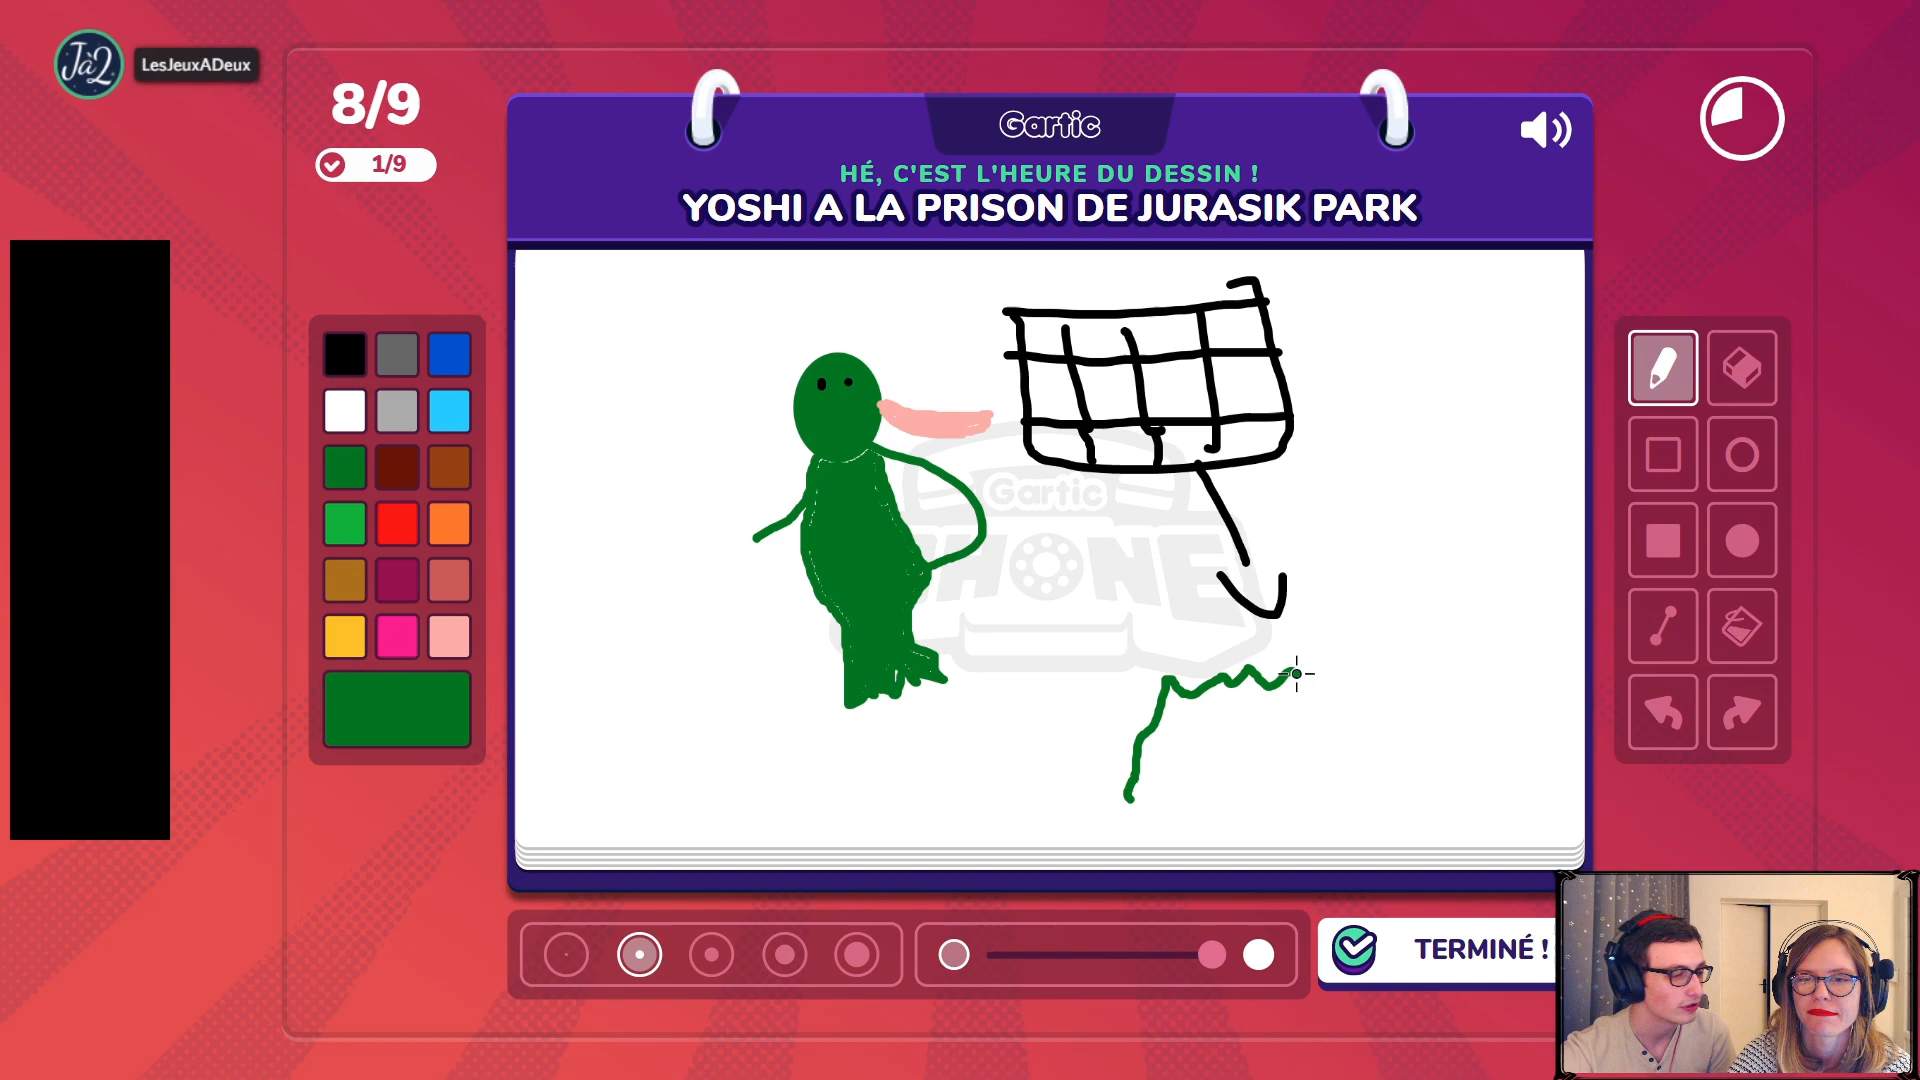 Jà2
LesJeuxADeux
8/9
1/9
Gartic
HÉ, C'EST L'HEURE DU DESSIN !
YOSHI A LA PRISON DE JURASIK PARK
Gartic
PHONE
TERMINÉ !